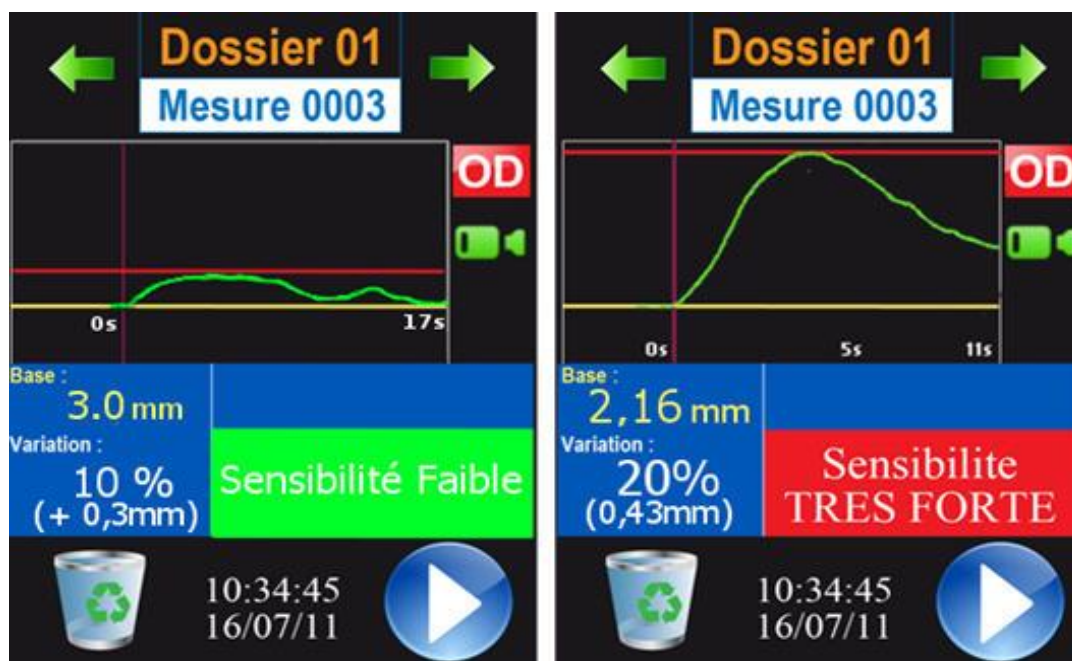 Dossier 01
Mesure 0003
OD
0s 17s
Base :
3.0 mm
Variation :
10 %
(+ 0,3mm)
Sensibilité Faible
10:34:45
16/07/11
Dossier 01
Mesure 0003
OD
0s 5s 11s
Base :
2,16 mm
Variation :
20%
(0,43mm)
Sensibilite
TRES FORTE
10:34:45
16/07/11